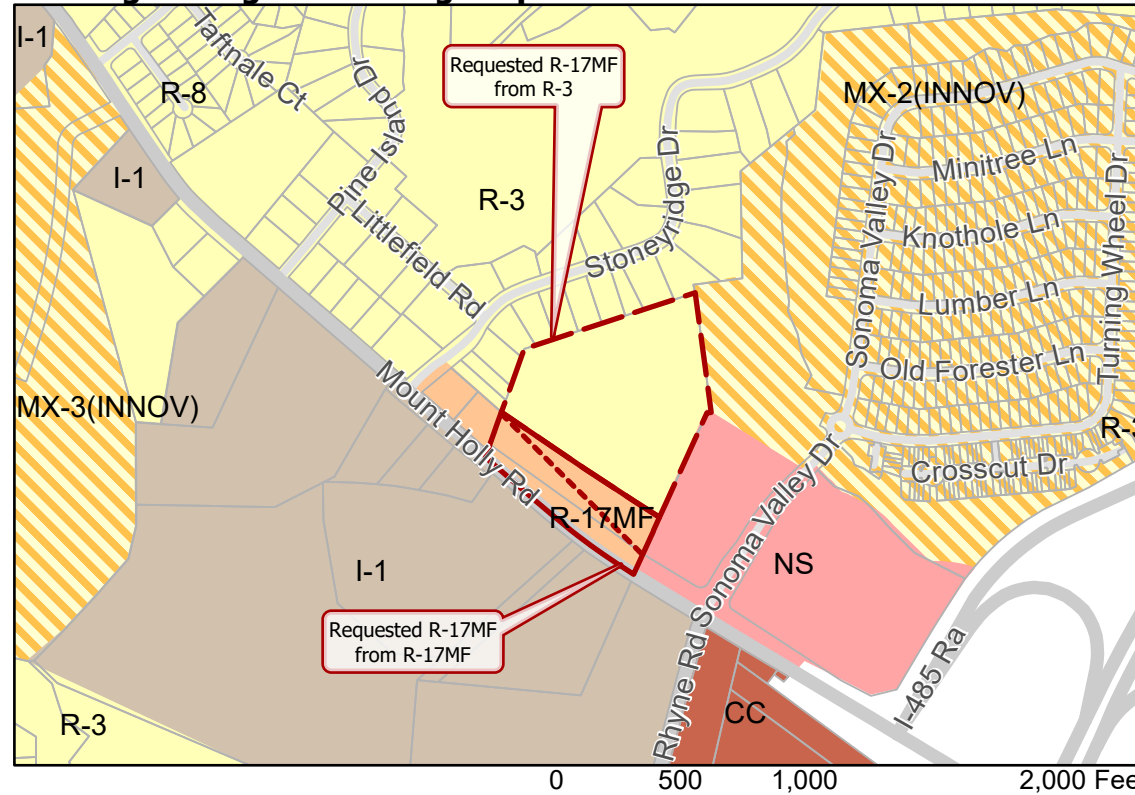 I-1
Taftnale Ct
R-8
Pine Island Dr
Requested R-17MF
from R-3
MX-2(INNOV)
Minitree Ln
I-1
R-3
Stoneyridge Dr
Sonoma Valley Dr
Knothole Ln
Turning Wheel Dr
Littlefield Rd
Lumber Ln
Old Forester Ln
MX-3(INNOV)
Mount Holly Rd
Crosscut Dr
R-17MF
Sonoma Valley Dr
NS
I-1
Requested R-17MF
from R-17MF
Rhyne Rd
I-485 Ra
R-3
CC
0 500 1,000 2,000 Fee